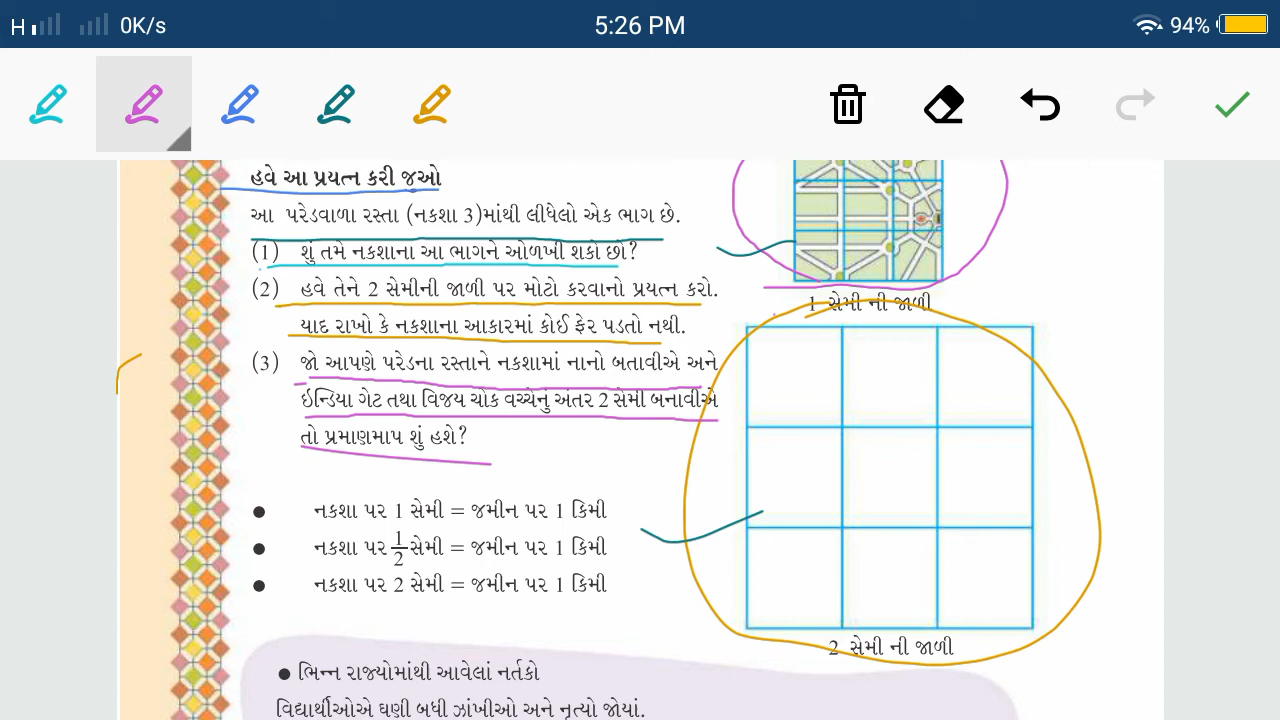 H 0K/s 5:26 PM 94%
હવે આ પ્રયત્ન કરી જૂઓ
આ પરેડવાળા રસ્તા (નકશા 3)માંથી લીધેલો એક ભાગ છે.
(1) શું તમે નકશાના આ ભાગને ઓળખી શકો છો?
(2) હવે તેને 2 સેમીની જાળી પર મોટો કરવાનો પ્રયત્ન કરો.
યાદ રાખો કે નકશાના આકારમાં કોઈ ફેર પડતો નથી.
(3) જો આપણે પરેડના રસ્તાને નકશામાં નાનો બતાવીએ અને
ઇન્ડિયા ગેટ તથા વિજય ચોક વચ્ચેનું અંતર 2 સેમી બનાવીએ
તો પ્રમાણમાપ શું હશે?
● નકશા પર 1 સેમી = જમીન પર 1 કિમી
● નકશા પર 1/2 સેમી = જમીન પર 1 કિમી
● નકશા પર 2 સેમી = જમીન પર 1 કિમી
1 સેમી ની જાળી
2 સેમી ની જાળી
● ભિન્ન રાજ્યોમાંથી આવેલાં નર્તકો
વિદ્યાર્થીઓએ ઘણી બધી ઝાંખીઓ અને નૃત્યો જોયાં.